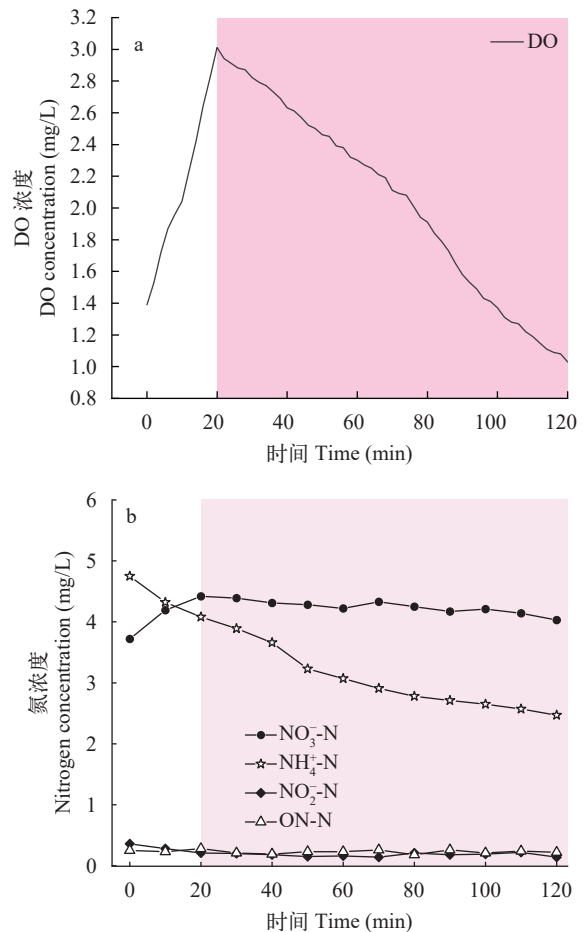 a
DO
3.2
3.0
2.8
2.6
2.4
2.2
2.0
1.8
1.6
1.4
1.2
1.0
0.8
DO 浓度
DO concentration (mg/L)
0 20 40 60 80 100 120
时间 Time (min)
b
6
5
4
3
2
1
0
氮浓度
Nitrogen concentration (mg/L)
NO₃⁻-N
NH₄⁺-N
NO₂⁻-N
ON-N
0 20 40 60 80 100 120
时间 Time (min)